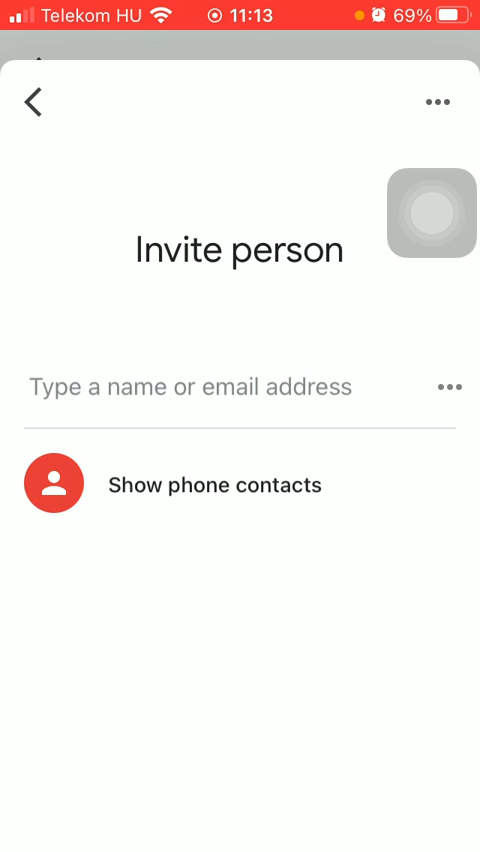 Telekom HU 11:13 69%
Invite person
Type a name or email address
Show phone contacts